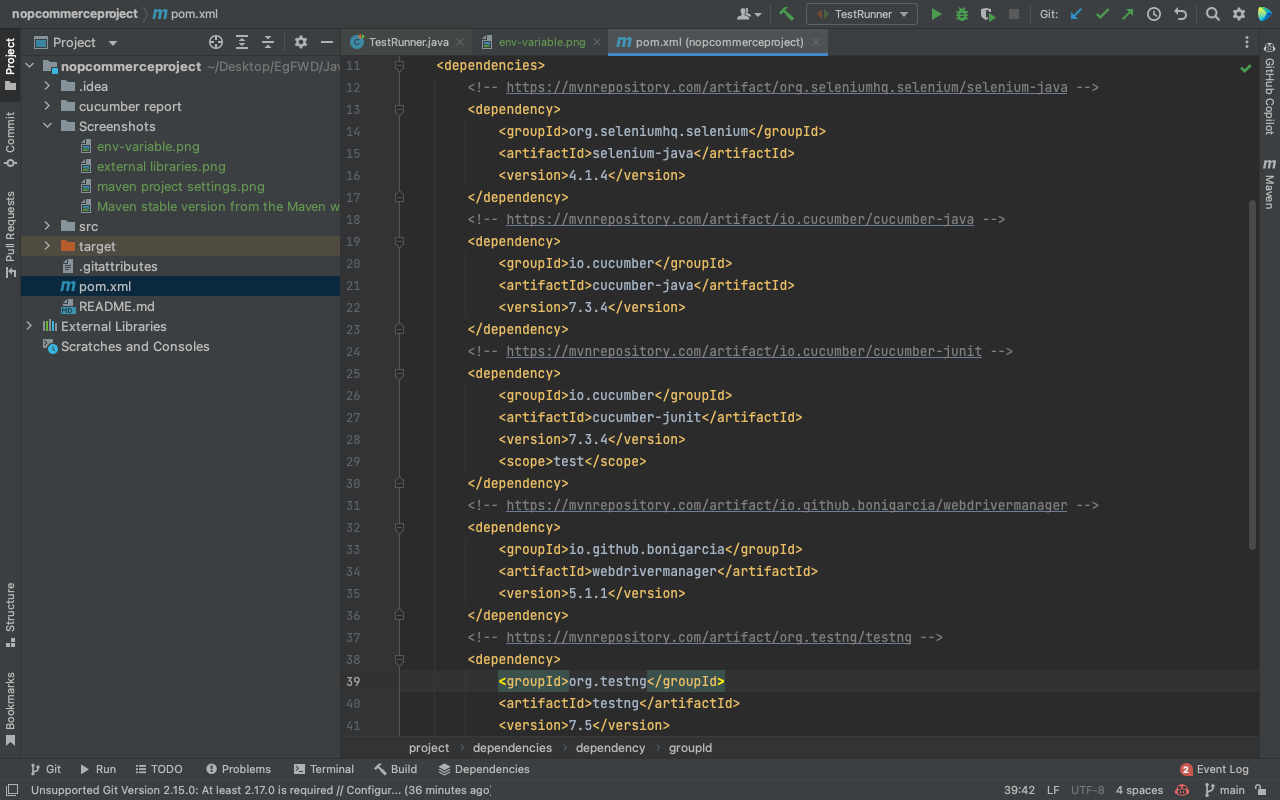 nopcommerceproject
pom.xml
TestRunner
Git:
Project
TestRunner.java
env-variable.png
pom.xml (nopcommerceproject)
Project
Commit
Pull Requests
Structure
Bookmarks
nopcommerceproject ~/Desktop/EgFWD/Jav
.idea
cucumber report
Screenshots
env-variable.png
external libraries.png
maven project settings.png
Maven stable version from the Maven w
src
target
.gitattributes
pom.xml
README.md
External Libraries
Scratches and Consoles
11 <dependencies>
12 <!-- https://mvnrepository.com/artifact/org.seleniumhq.selenium/selenium-java -->
13 <dependency>
14 <groupId>org.seleniumhq.selenium</groupId>
15 <artifactId>selenium-java</artifactId>
16 <version>4.1.4</version>
17 </dependency>
18 <!-- https://mvnrepository.com/artifact/io.cucumber/cucumber-java -->
19 <dependency>
20 <groupId>io.cucumber</groupId>
21 <artifactId>cucumber-java</artifactId>
22 <version>7.3.4</version>
23 </dependency>
24 <!-- https://mvnrepository.com/artifact/io.cucumber/cucumber-junit -->
25 <dependency>
26 <groupId>io.cucumber</groupId>
27 <artifactId>cucumber-junit</artifactId>
28 <version>7.3.4</version>
29 <scope>test</scope>
30 </dependency>
31 <!-- https://mvnrepository.com/artifact/io.github.bonigarcia/webdrivermanager -->
32 <dependency>
33 <groupId>io.github.bonigarcia</groupId>
34 <artifactId>webdrivermanager</artifactId>
35 <version>5.1.1</version>
36 </dependency>
37 <!-- https://mvnrepository.com/artifact/org.testng/testng -->
38 <dependency>
39 <groupId>org.testng</groupId>
40 <artifactId>testng</artifactId>
41 <version>7.5</version>
GitHub Copilot
Maven
project
dependencies
dependency
groupId
Git
Run
TODO
Problems
Terminal
Build
Dependencies
2 Event Log
Unsupported Git Version 2.15.0: At least 2.17.0 is required // Configur... (36 minutes ago)
39:42
LF
UTF-8
4 spaces
main